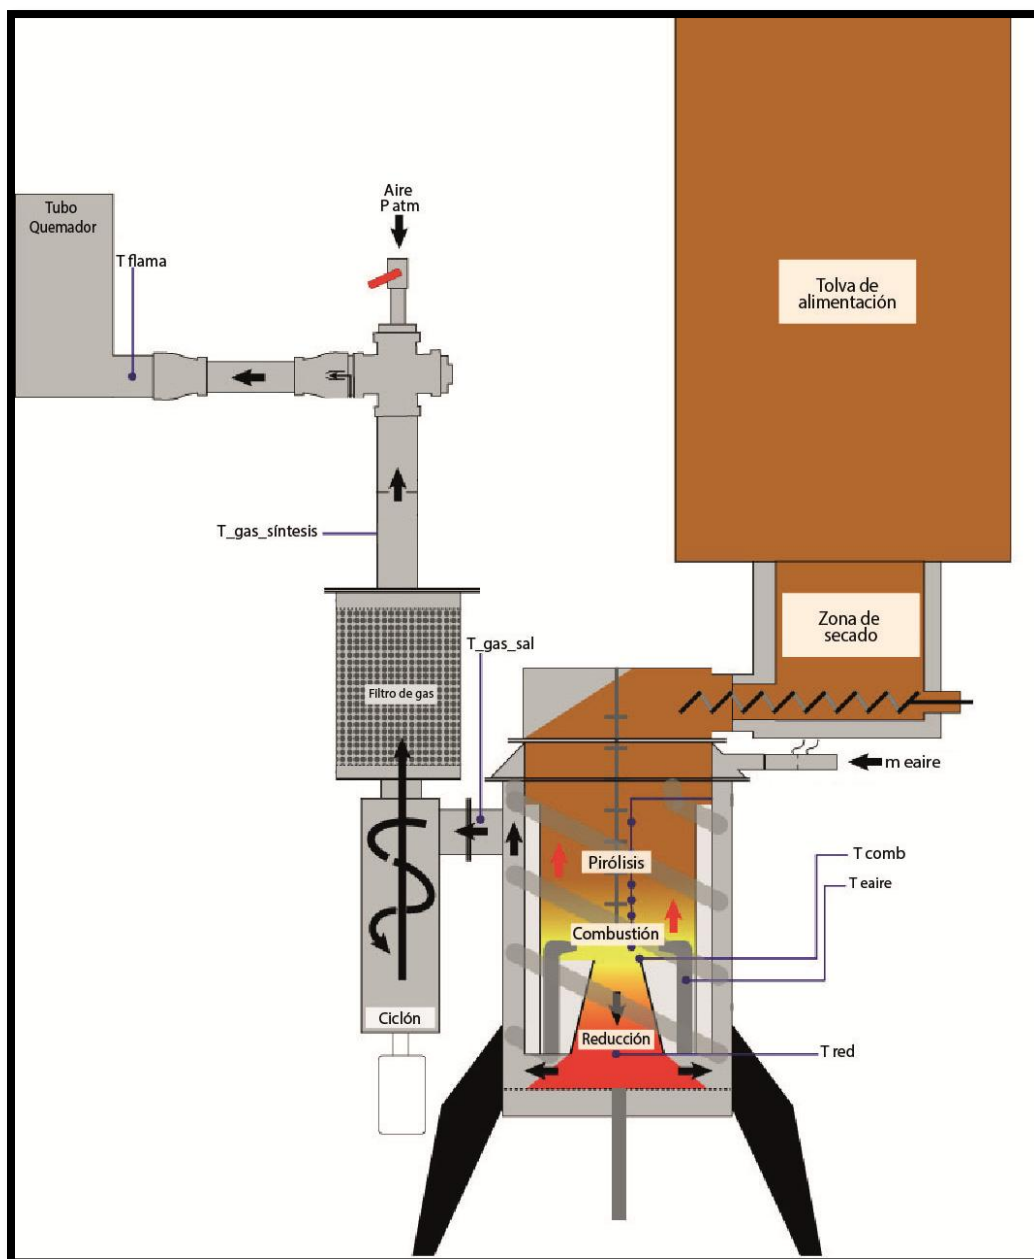 Tubo
Quemador
T flama
Aire
P atm
Tolva de
alimentación
T_gas_síntesis
Zona de
secado
T_gas_sal
Filtro de gas
m eaire
Pirólisis
T comb
T eaire
Combustión
Ciclón
Reducción
T red